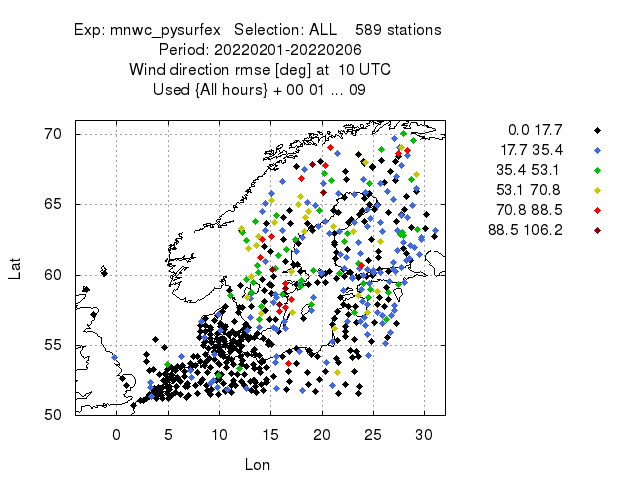 Exp: mnwc_pysurfex   Selection: ALL    589 stations
Period: 20220201-20220206
Wind direction rmse [deg] at  10 UTC
Used {All hours} + 00 01 ... 09
0.0 17.7
17.7 35.4
35.4 53.1
53.1 70.8
70.8 88.5
88.5 106.2
Lat
70
65
60
55
50
0 5 10 15 20 25 30
Lon